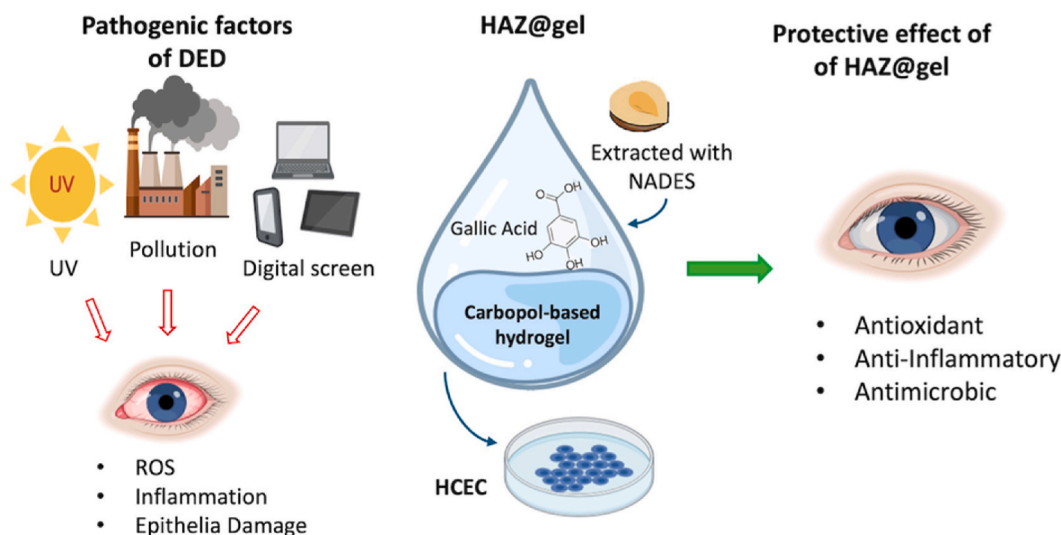 Pathogenic factors
of DED
UV
UV
Pollution
Digital screen
• ROS
• Inflammation
• Epithelia Damage
HAZ@gel
Extracted with
NADES
Gallic Acid
O
OH
HO
OH
OH
Carbopol-based
hydrogel
HCEC
Protective effect of
of HAZ@gel
• Antioxidant
• Anti-Inflammatory
• Antimicrobic